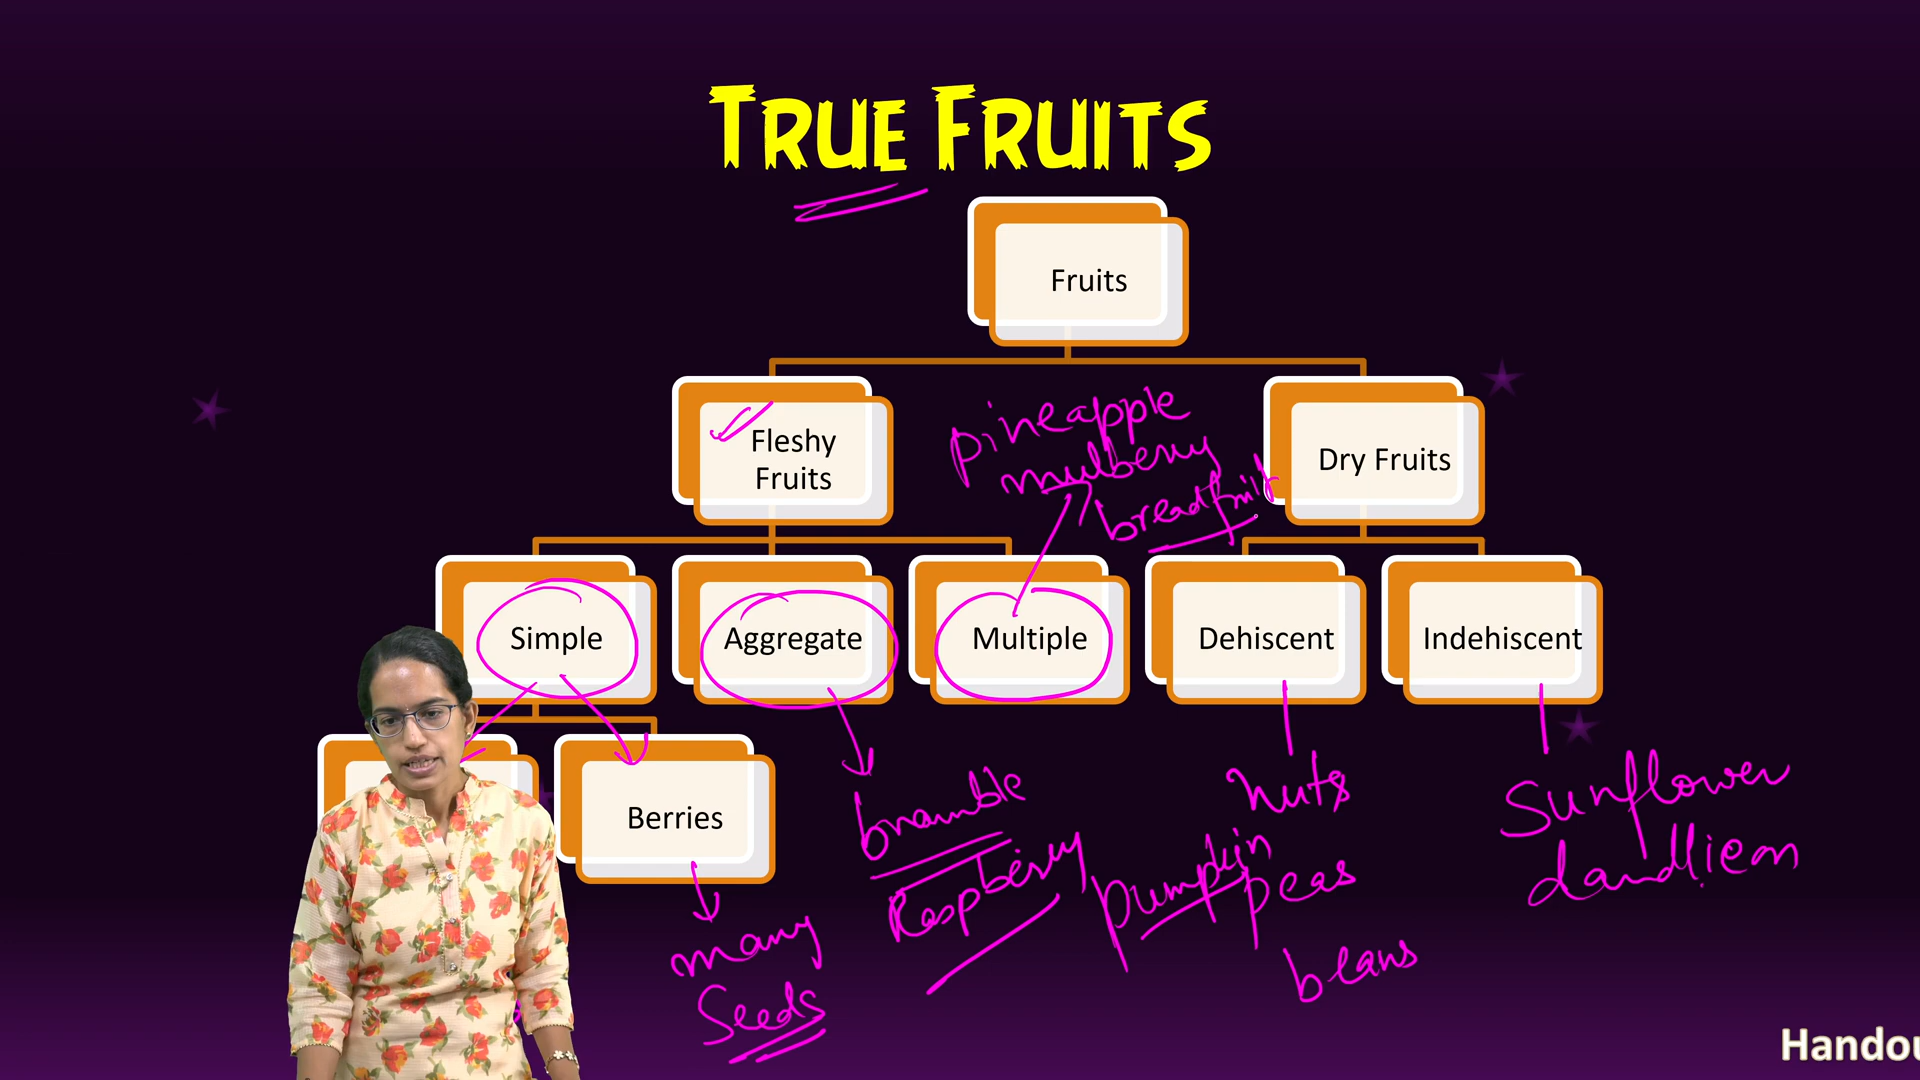 TRUE FRUITS
Fruits
Fleshy
Fruits
pineapple
mulberry
breadfruit
Dry Fruits
Simple
Aggregate
Multiple
Dehiscent
Indehiscent
Berries
many
Seeds
bramble
Raspberry
pumpkin
nuts
peas
beans
Sunflower
dandliean
Handou